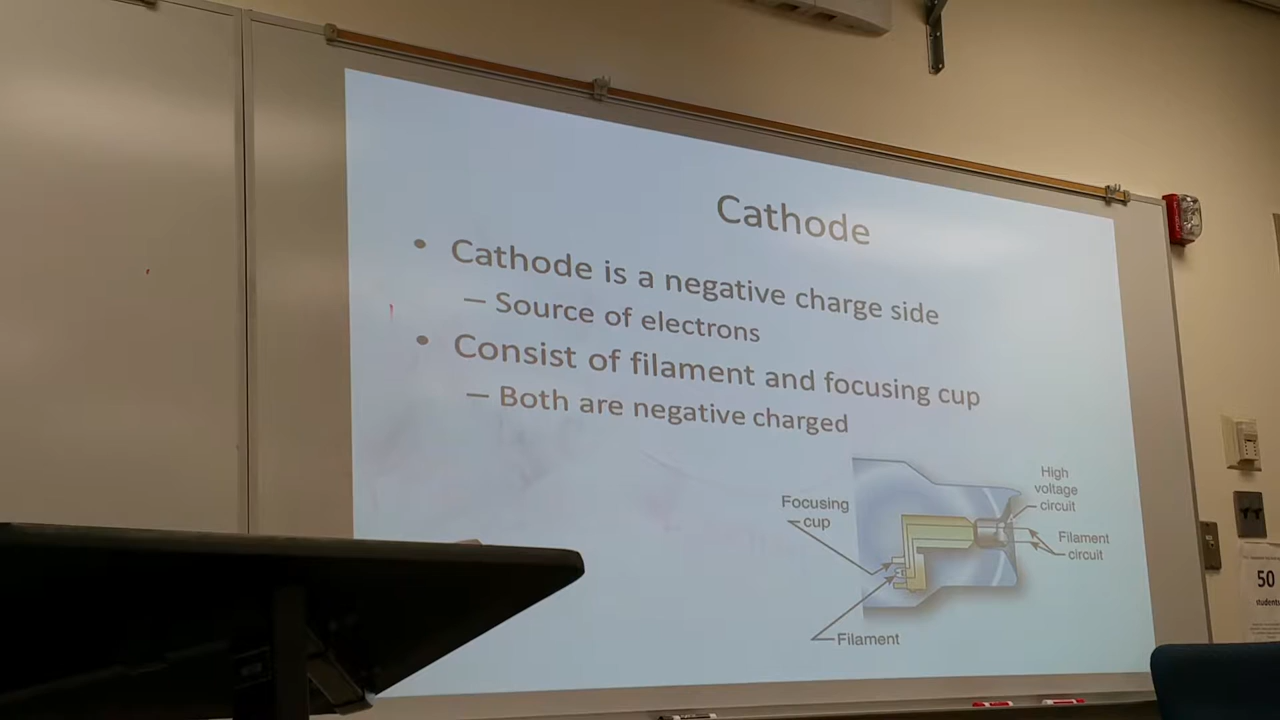 Cathode
• Cathode is a negative charge side
– Source of electrons
• Consist of filament and focusing cup
– Both are negative charged
Focusing
cup
High
voltage
circuit
Filament
circuit
Filament
50
students